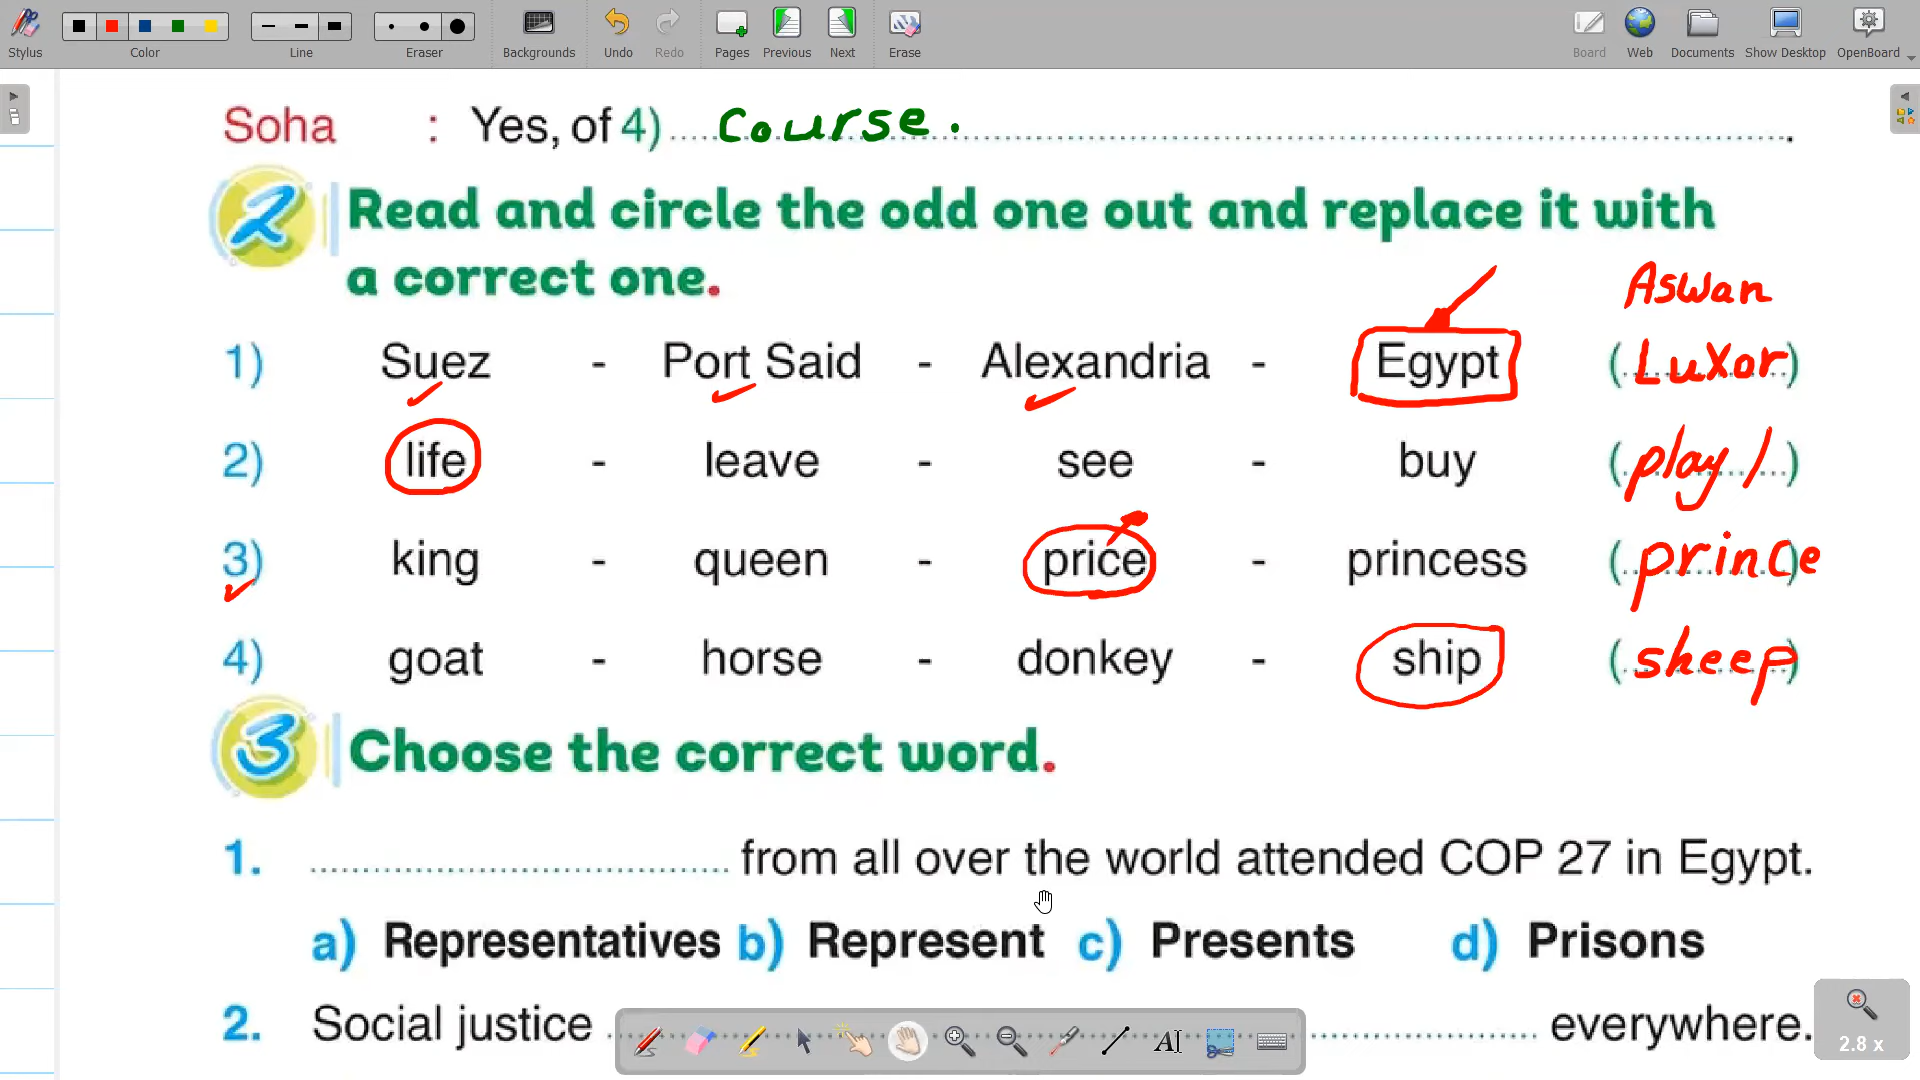 Stylus Color Line Eraser Backgrounds Undo Redo Pages Previous Next Erase Board Web Documents Show Desktop OpenBoard
Soha : Yes, of 4) course.
2 Read and circle the odd one out and replace it with
a correct one.
Aswan
1) Suez - Port Said - Alexandria - Egypt (Luxor)
2) life - leave - see - buy (play /)
3) king - queen - price - princess (prince)
4) goat - horse - donkey - ship (sheep)
3 Choose the correct word.
1. .......... from all over the world attended COP 27 in Egypt.
a) Representatives b) Represent c) Presents d) Prisons
2. Social justice .......... everywhere.
2.8 x